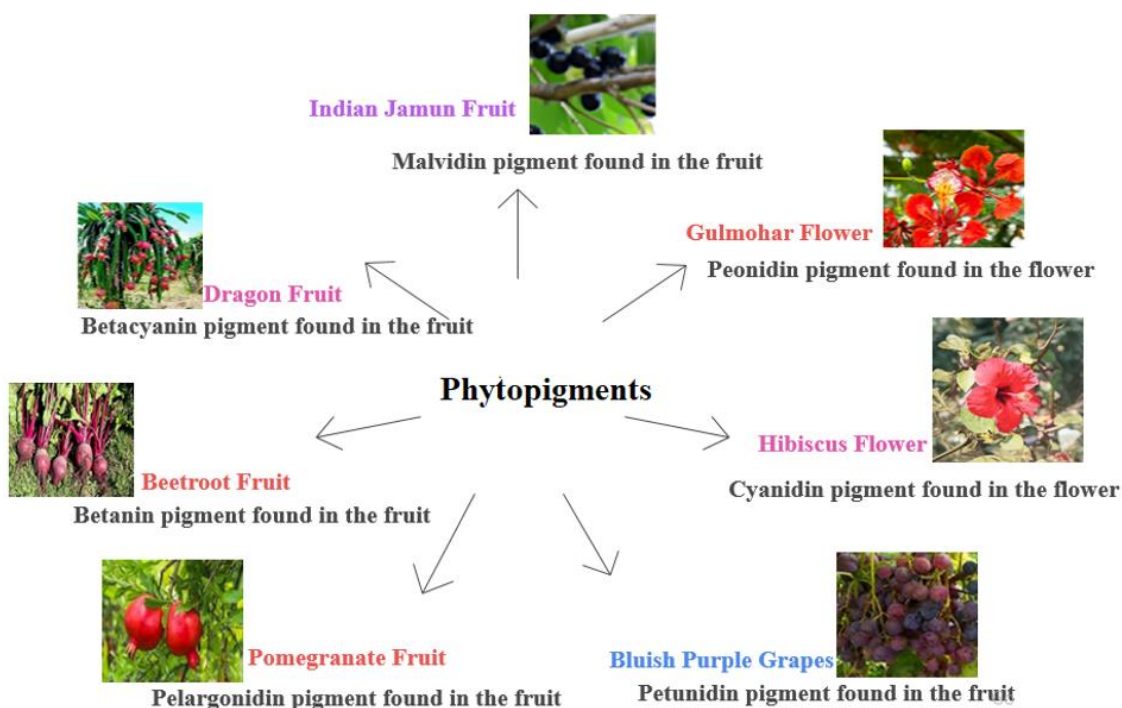 Indian Jamun Fruit
Malvidin pigment found in the fruit
Gulmohar Flower
Peonidin pigment found in the flower
Dragon Fruit
Betacyanin pigment found in the fruit
Phytopigments
Hibiscus Flower
Cyanidin pigment found in the flower
Beetroot Fruit
Betanin pigment found in the fruit
Pomegranate Fruit
Pelargonidin pigment found in the fruit
Bluish Purple Grapes
Petunidin pigment found in the fruit